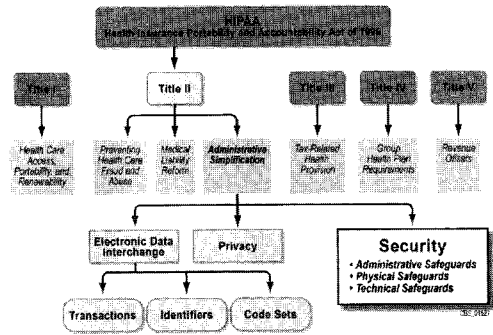 HIPAA
Health Insurance Portability and Accountability Act of 1996
Title I
Title II
Title III
Title IV
Title V
Health Care
Access,
Portability, and
Renewability
Preventing
Health Care
Fraud and
Abuse
Medical
Liability
Reform
Administrative
Simplification
Tax-Related
Health
Provision
Group
Health Plan
Requirements
Revenue
Offsets
Electronic Data
Interchange
Privacy
Security
• Administrative Safeguards
• Physical Safeguards
• Technical Safeguards
Transactions
Identifiers
Code Sets